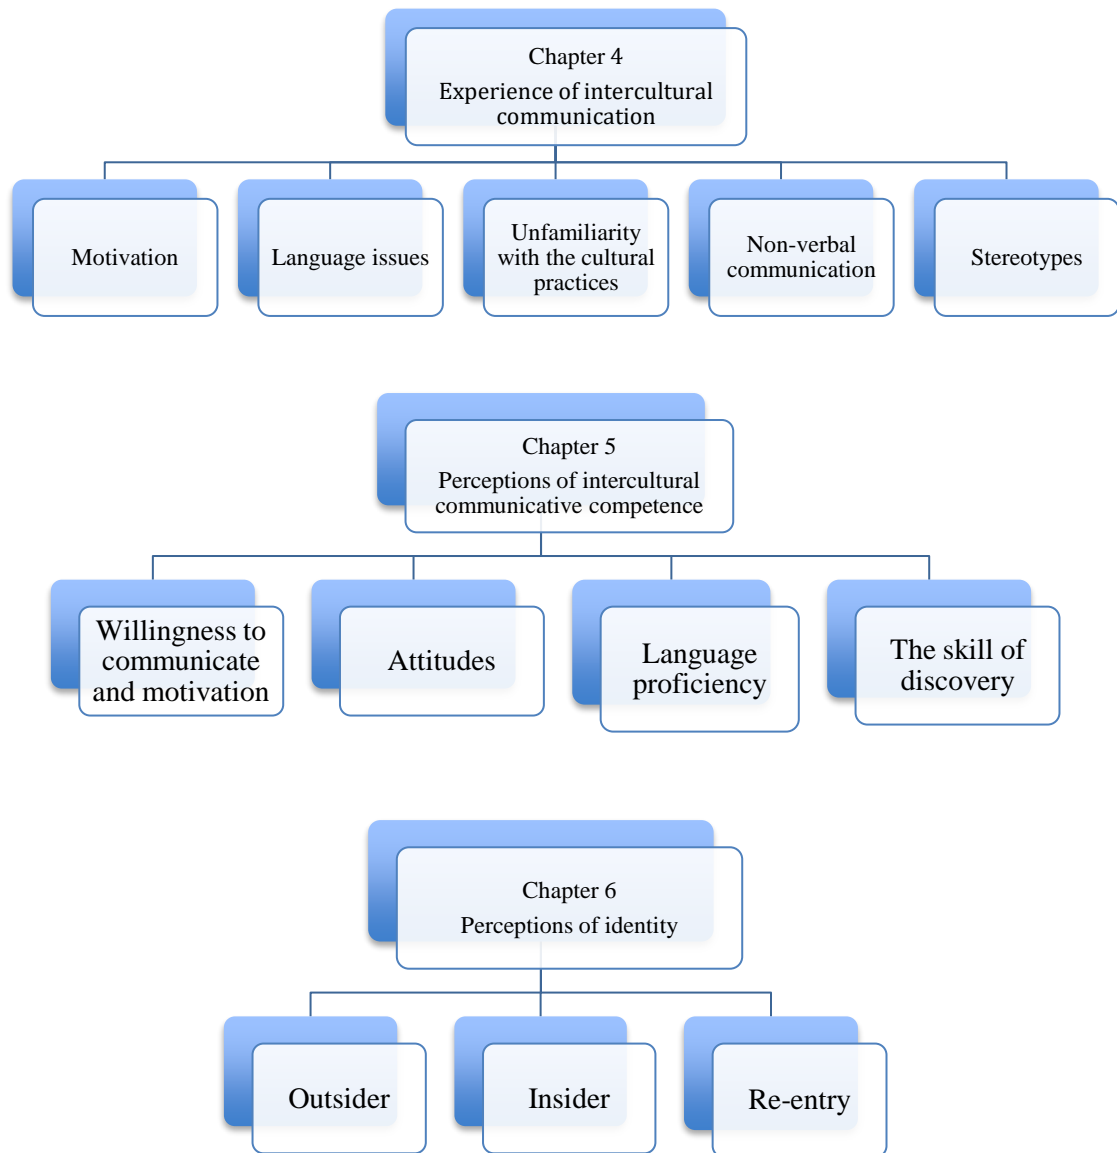 Chapter 4
Experience of intercultural
communication
Motivation
Language issues
Unfamiliarity
with the cultural
practices
Non-verbal
communication
Stereotypes
Chapter 5
Perceptions of intercultural
communicative competence
Willingness to
communicate
and motivation
Attitudes
Language
proficiency
The skill of
discovery
Chapter 6
Perceptions of identity
Outsider
Insider
Re-entry